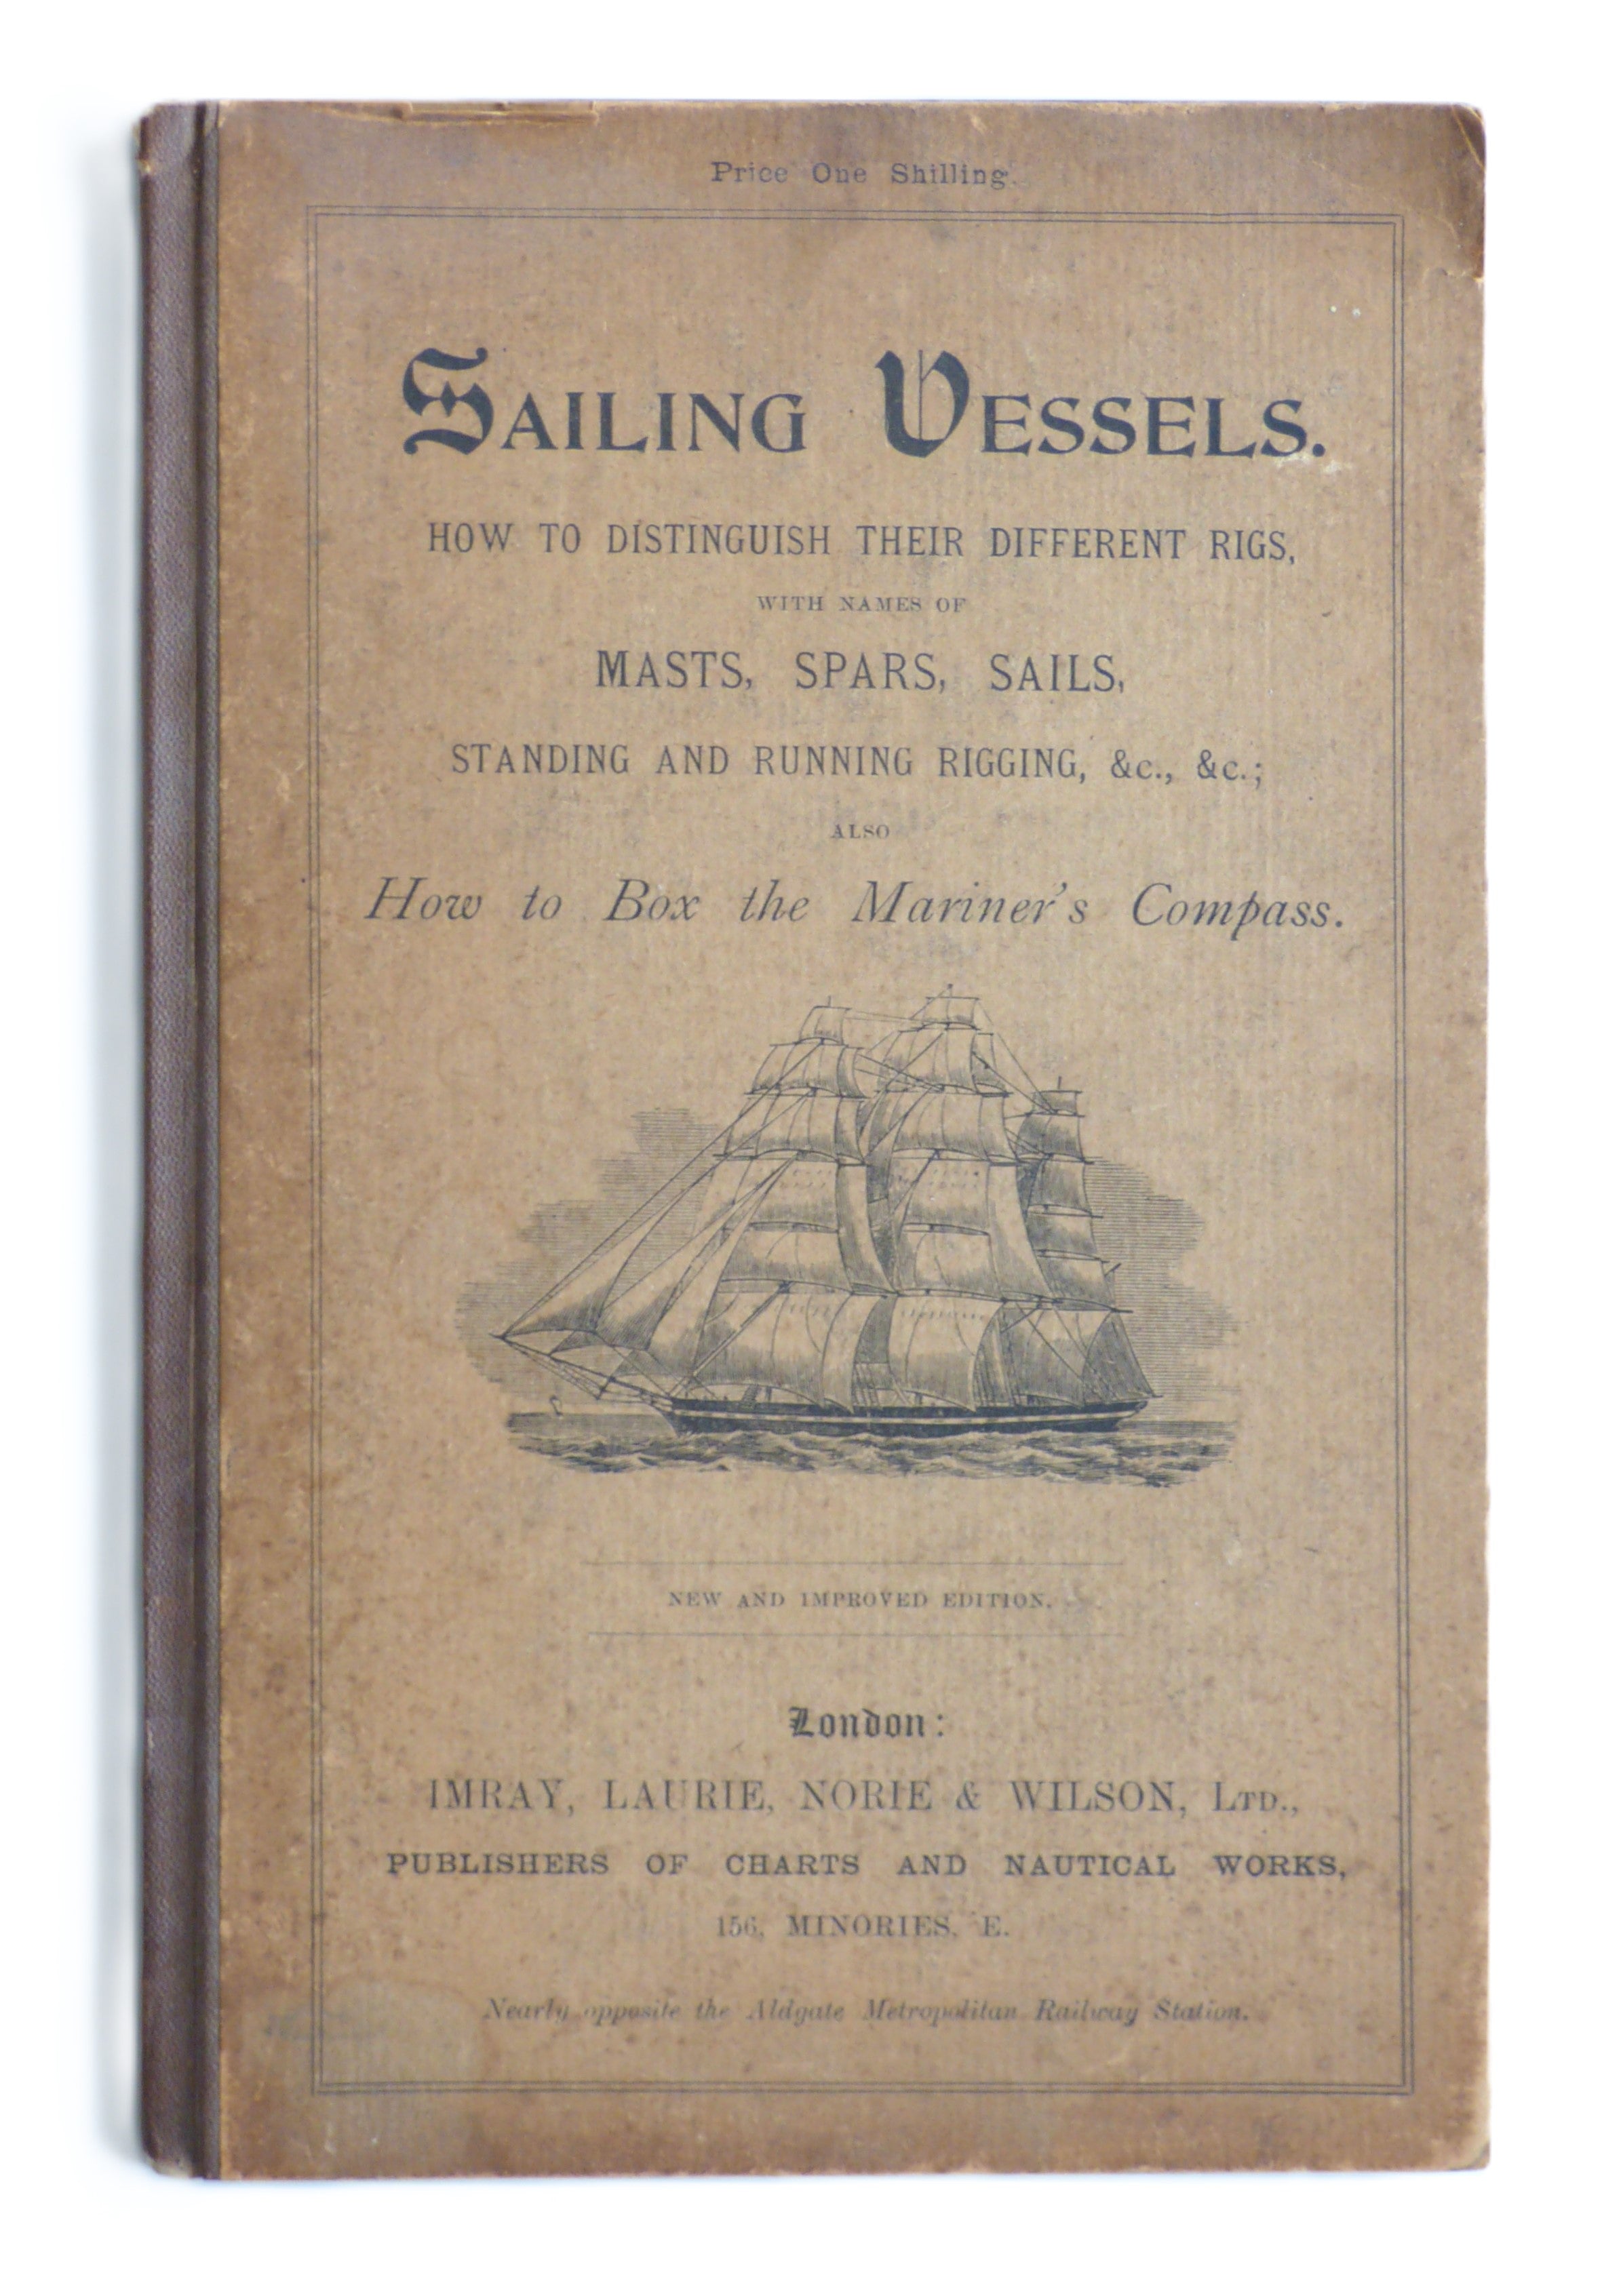 Price One Shilling.
SAILING VESSELS.
HOW TO DISTINGUISH THEIR DIFFERENT RIGS,
WITH NAMES OF
MASTS, SPARS, SAILS,
STANDING AND RUNNING RIGGING, &c., &c.;
ALSO
How to Box the Mariner's Compass.
NEW AND IMPROVED EDITION.
London:
IMRAY, LAURIE, NORIE & WILSON, LTD.,
PUBLISHERS OF CHARTS AND NAUTICAL WORKS,
156, MINORIES, E.
Nearly opposite the Aldgate Metropolitan Railway Station.